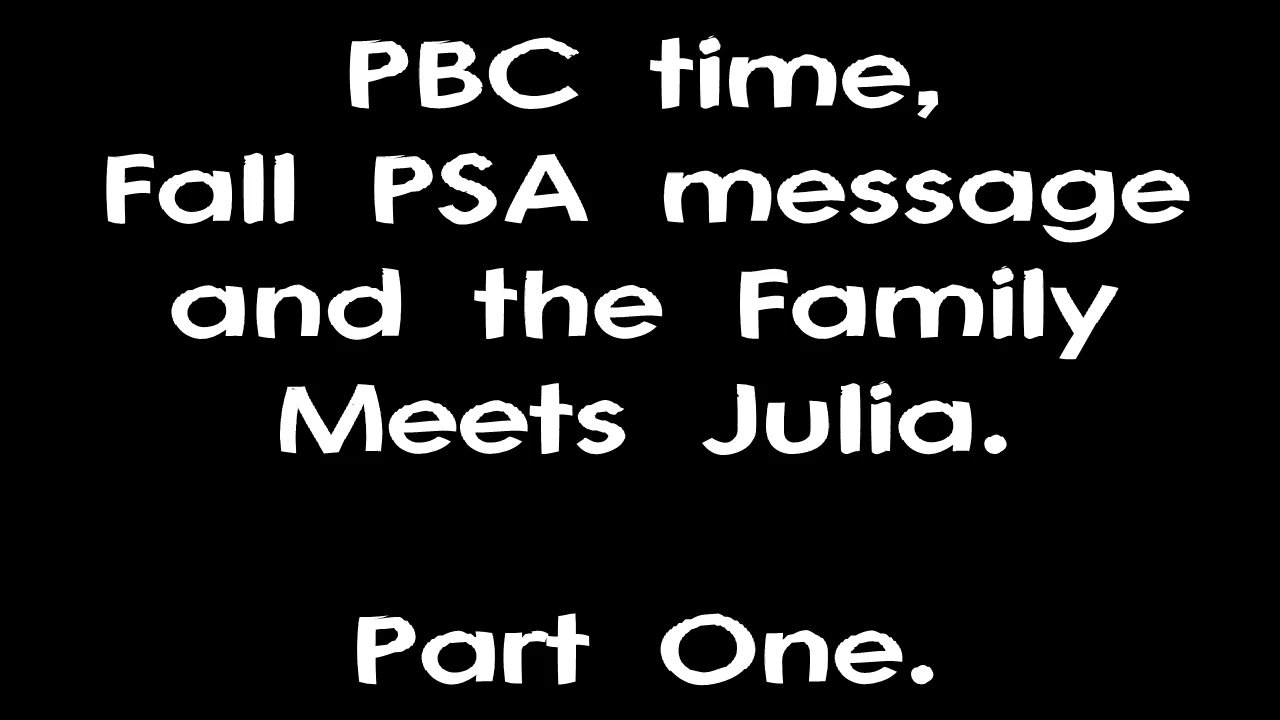 PBC time,
Fall PSA message
and the Family
Meets Julia.
Part One.